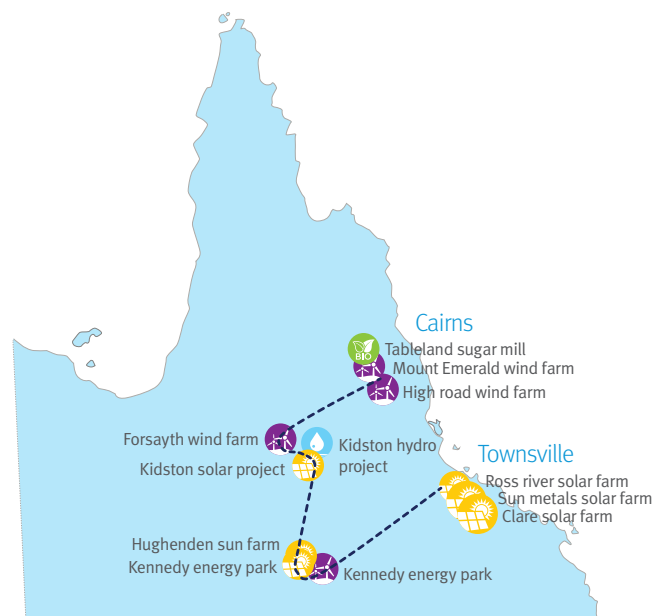 Cairns
BIO
Tableland sugar mill
Mount Emerald wind farm
High road wind farm
Forsayth wind farm
Kidston hydro
project
Kidston solar project
Townsville
Ross river solar farm
Sun metals solar farm
Clare solar farm
Hughenden sun farm
Kennedy energy park
Kennedy energy park